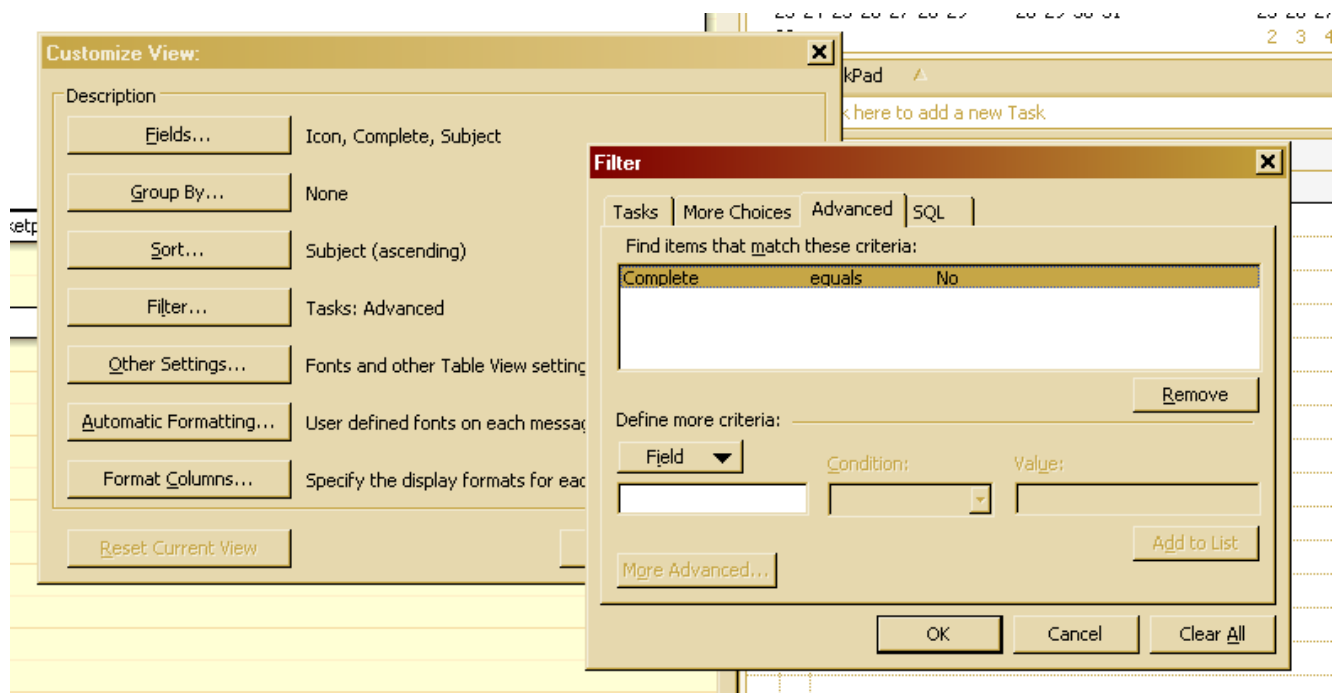 Customize View:
Description
Fields...
Icon, Complete, Subject
Group By...
None
Sort...
Subject (ascending)
Filter...
Tasks: Advanced
Other Settings...
Fonts and other Table View setting
Automatic Formatting...
User defined fonts on each messag
Format Columns...
Specify the display formats for eac
Reset Current View
28 29 30 31
2 3 4
kPad
k here to add a new Task
Filter
Tasks
More Choices
Advanced
SQL
Find items that match these criteria:
Complete equals No
Remove
Define more criteria:
Field
Condition:
Value:
Add to List
More Advanced...
OK
Cancel
Clear All